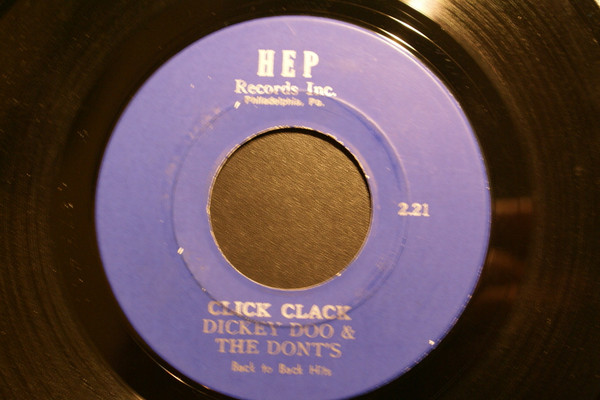 HEP
Records Inc.
Philadelphia, Pa.
2.21
CLICK CLACK
DICKEY DOO &
THE DONT'S
Back to Back Hits